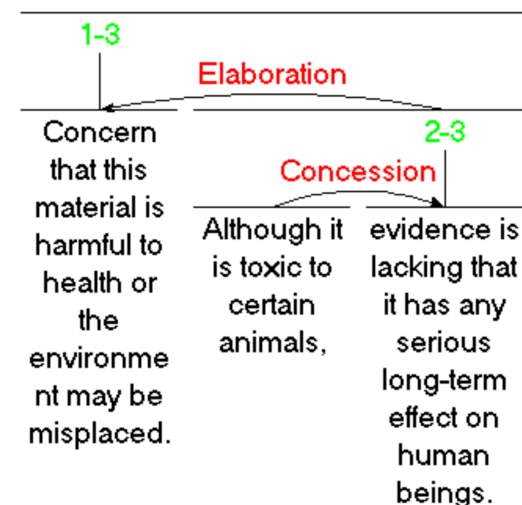 1-3
Elaboration
Concern
that this
material is
harmful to
health or
the
environme
nt may be
misplaced.
2-3
Concession
Although it
is toxic to
certain
animals,
evidence is
lacking that
it has any
serious
long-term
effect on
human
beings.